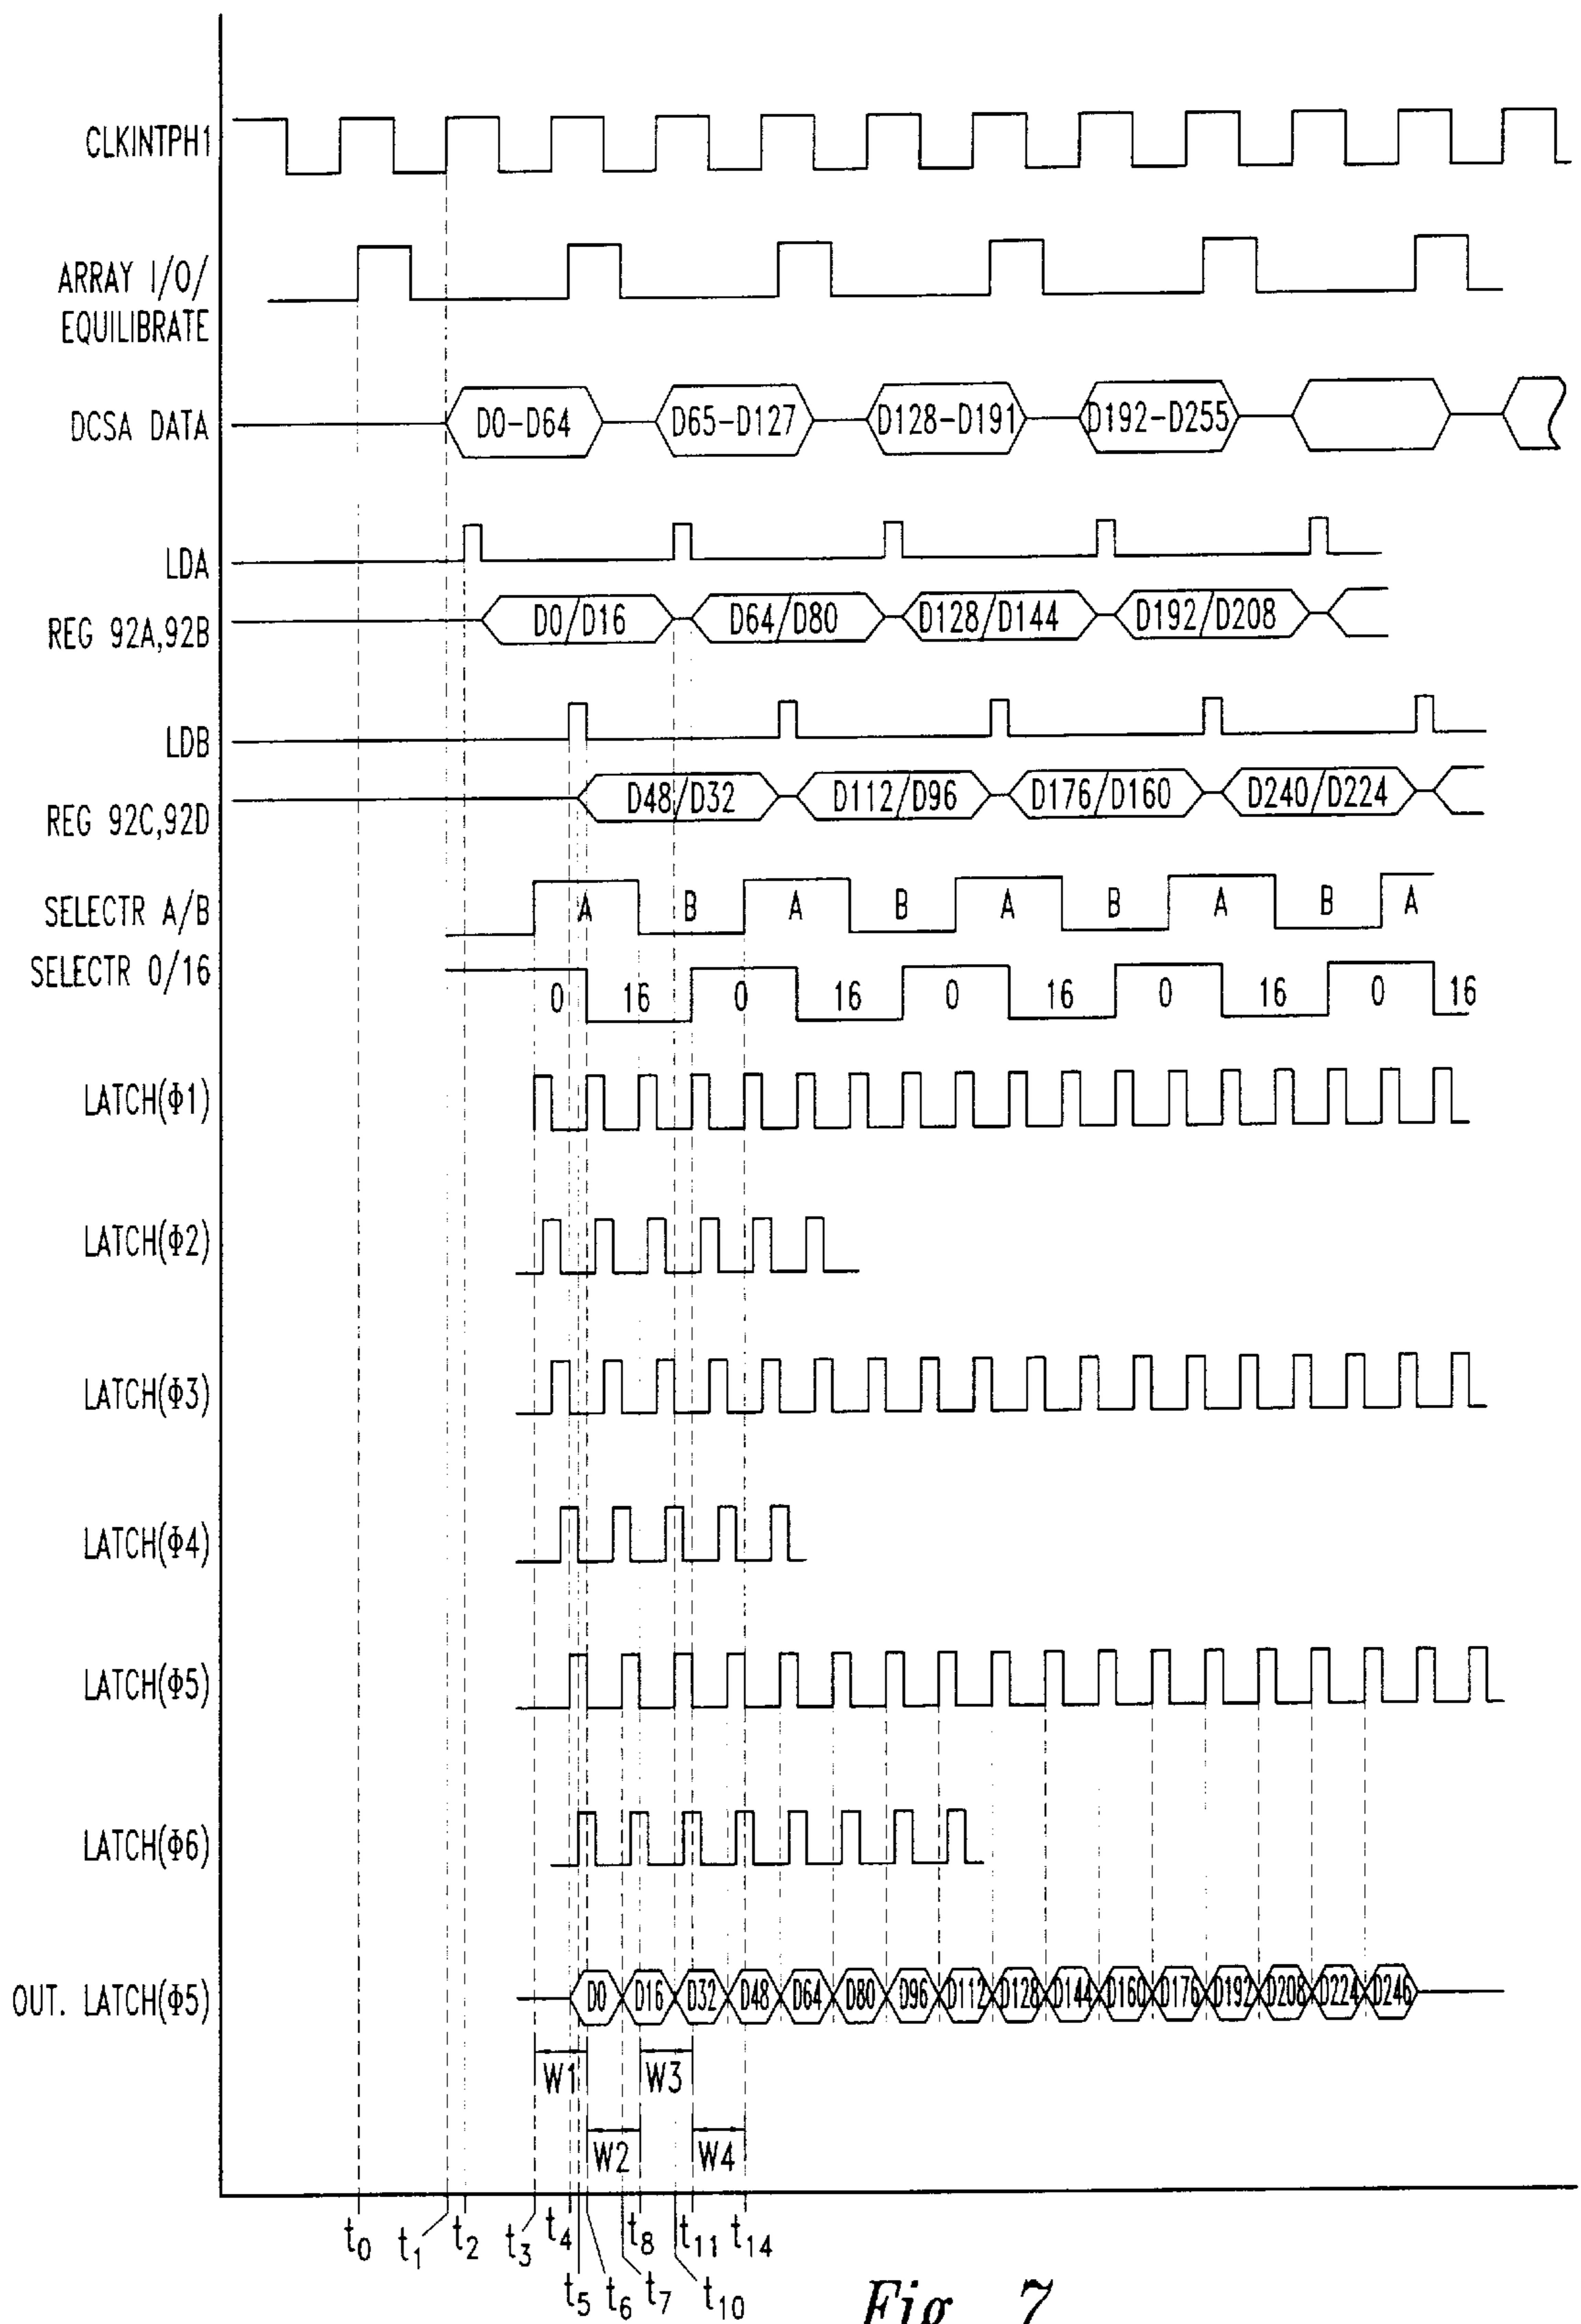 CLKINTPH1
ARRAY I/O/
EQUILIBRATE
DCSA DATA
D0-D64 D65-D127 D128-D191 D192-D255
LDA
REG 92A,92B
D0/D16 D64/D80 D128/D144 D192/D208
LDB
REG 92C,92D
D48/D32 D112/D96 D176/D160 D240/D224
SELECTR A/B
A B A B A B A B A
SELECTR 0/16
0 16 0 16 0 16 0 16 0 16
LATCH(Φ1)
LATCH(Φ2)
LATCH(Φ3)
LATCH(Φ4)
LATCH(Φ5)
LATCH(Φ6)
OUT. LATCH(Φ5)
D0 D16 D32 D48 D64 D80 D96 D112 D128 D144 D160 D176 D192 D208 D224 D246
W1 W3
W2 W4
t0 t1 t2 t3 t4 t8 t11 t14
t5 t6 t7 t10
Fig. 7